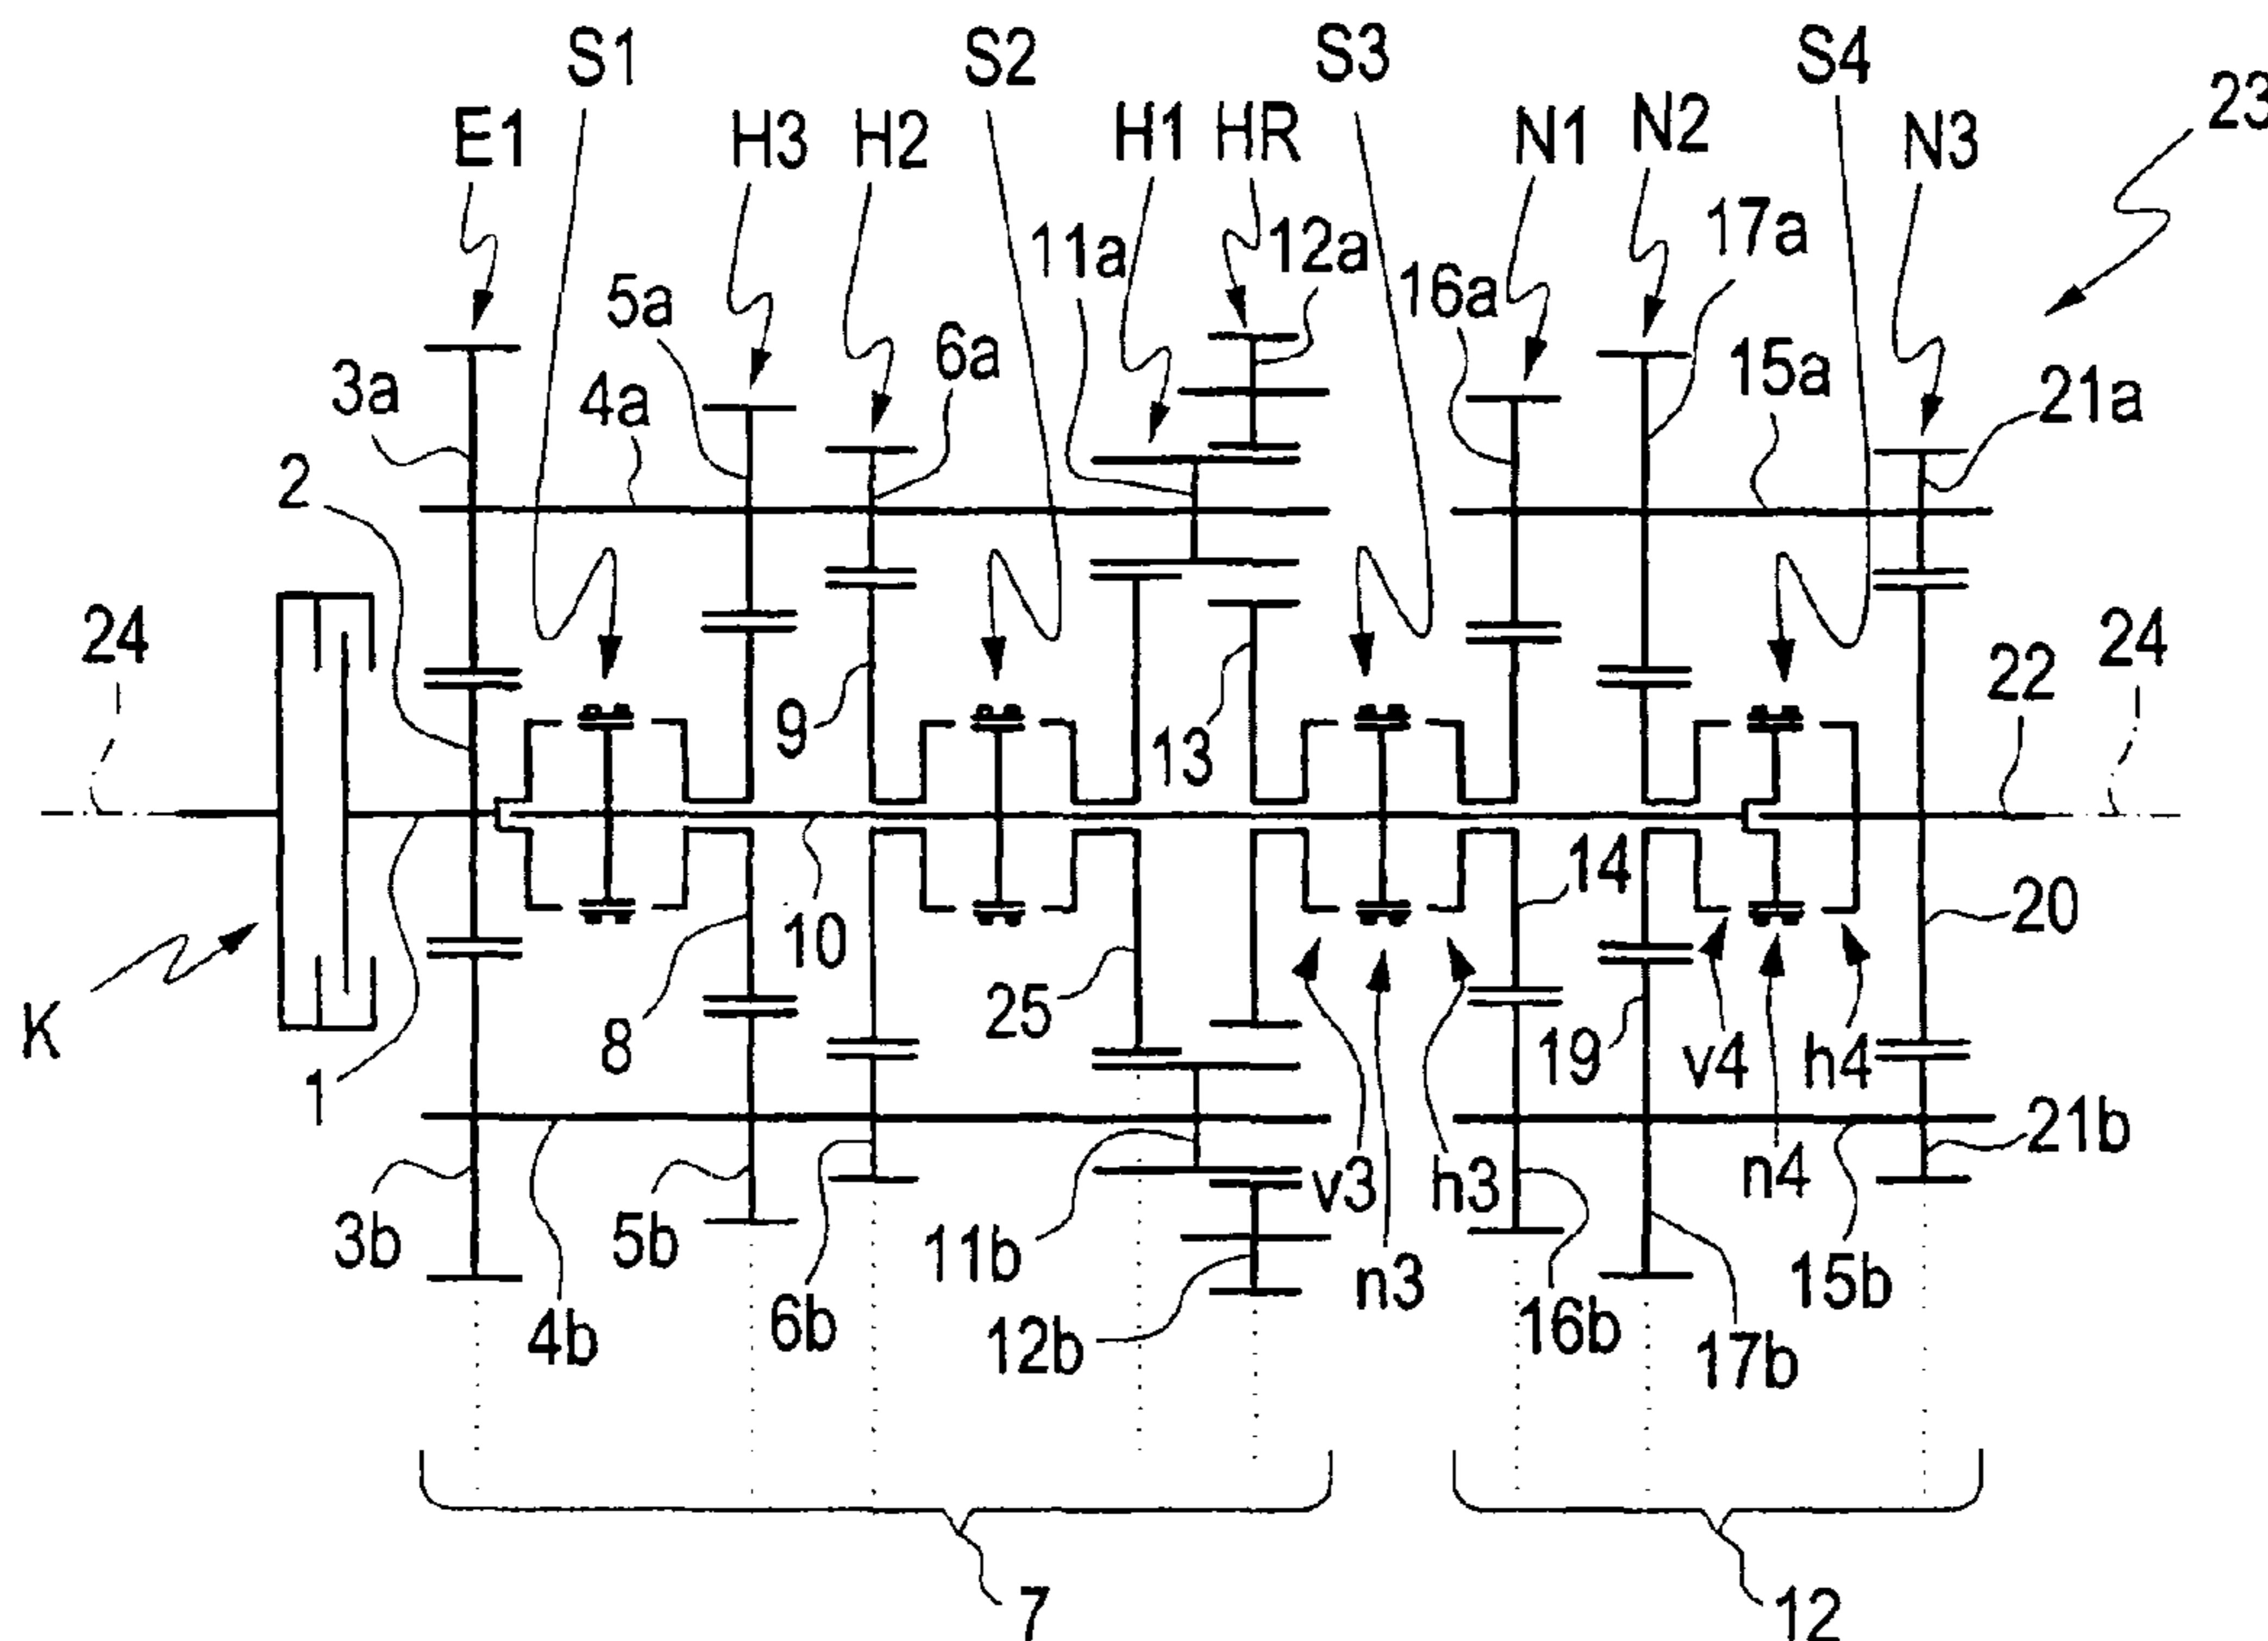 S1 S2 S3 S4
E1 H3 H2 H1 HR N1 N2 N3 23
11a 12a 16a 17a
5a 6a 15a 21a
3a 4a
2
24 22 24
9 13
10 14 20
K 8 25 19 v4 h4
1 21b
v3 h3 n4
3b 5b 11b n3 15b
4b 6b 12b 16b 17b
7 12